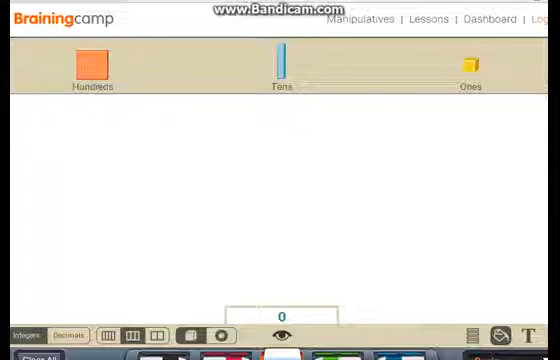 www.Bandicam.com
Brainingcamp
Manipulatives | Lessons | Dashboard | Log
Hundreds
Tens
Ones
0
Integers
Decimals
T
Clear All